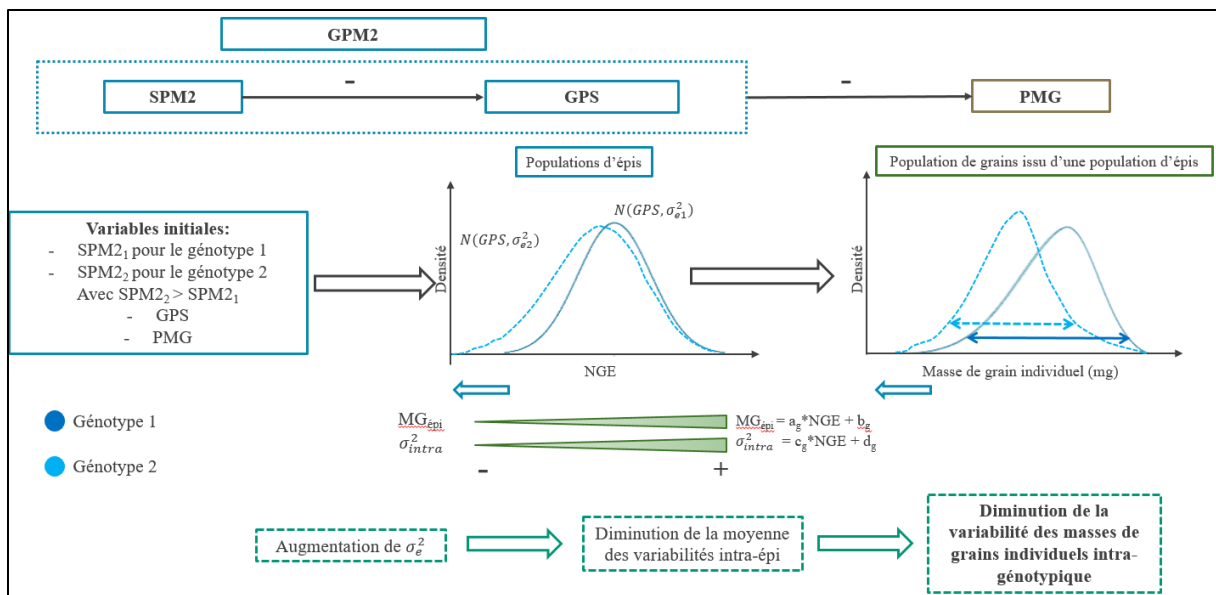 GPM2
-
-
SPM2
GPS
PMG
Populations d'épis
Population de grains issu d'une population d'épis
Variables initiales:
- SPM2₁ pour le génotype 1
- SPM2₂ pour le génotype 2
Avec SPM2₂ > SPM2₁
- GPS
- PMG
Densité
N(GPS, σ²ₑ₂)
N(GPS, σ²ₑ₁)
NGE
Densité
Masse de grain individuel (mg)
Génotype 1
Génotype 2
MGépi
σ²intra
-
+
MGépi = ag*NGE + bg
σ²intra = cg*NGE + dg
Augmentation de σ²ₑ
Diminution de la moyenne
des variabilités intra-épi
Diminution de la
variabilité des masses de
grains individuels intra-
génotypique